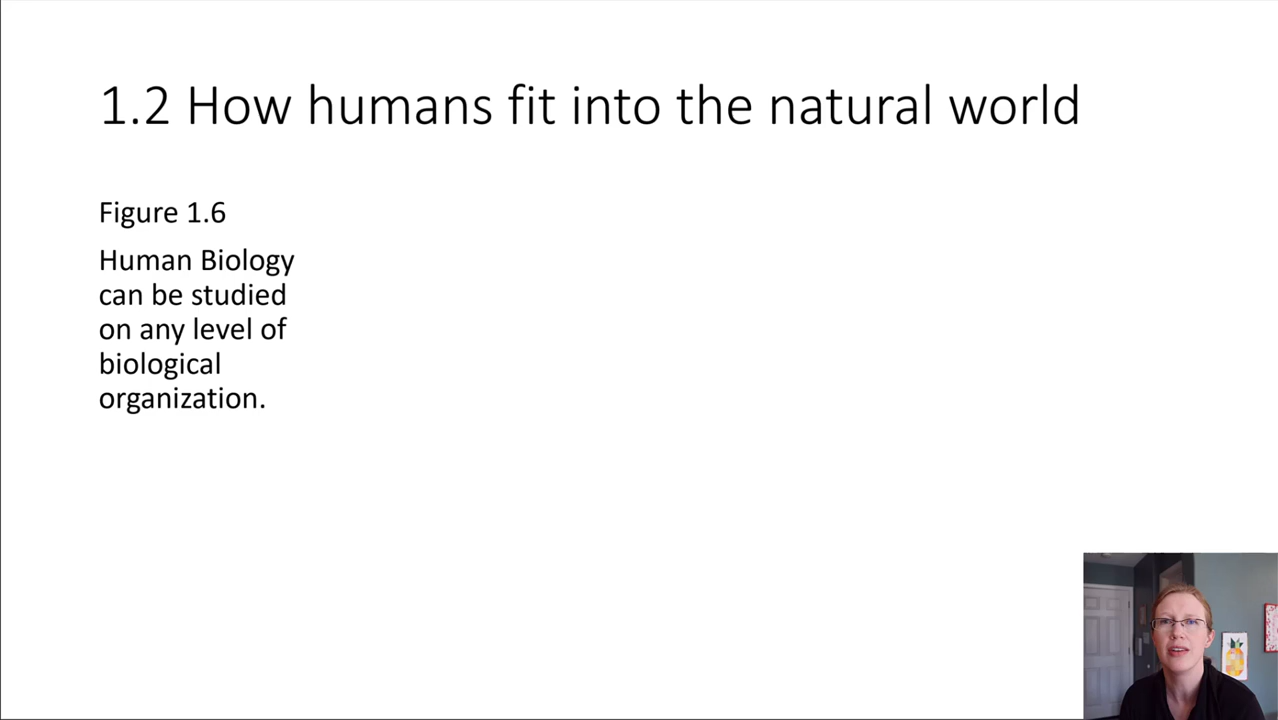 1.2 How humans fit into the natural world
Figure 1.6
Human Biology
can be studied
on any level of
biological
organization.